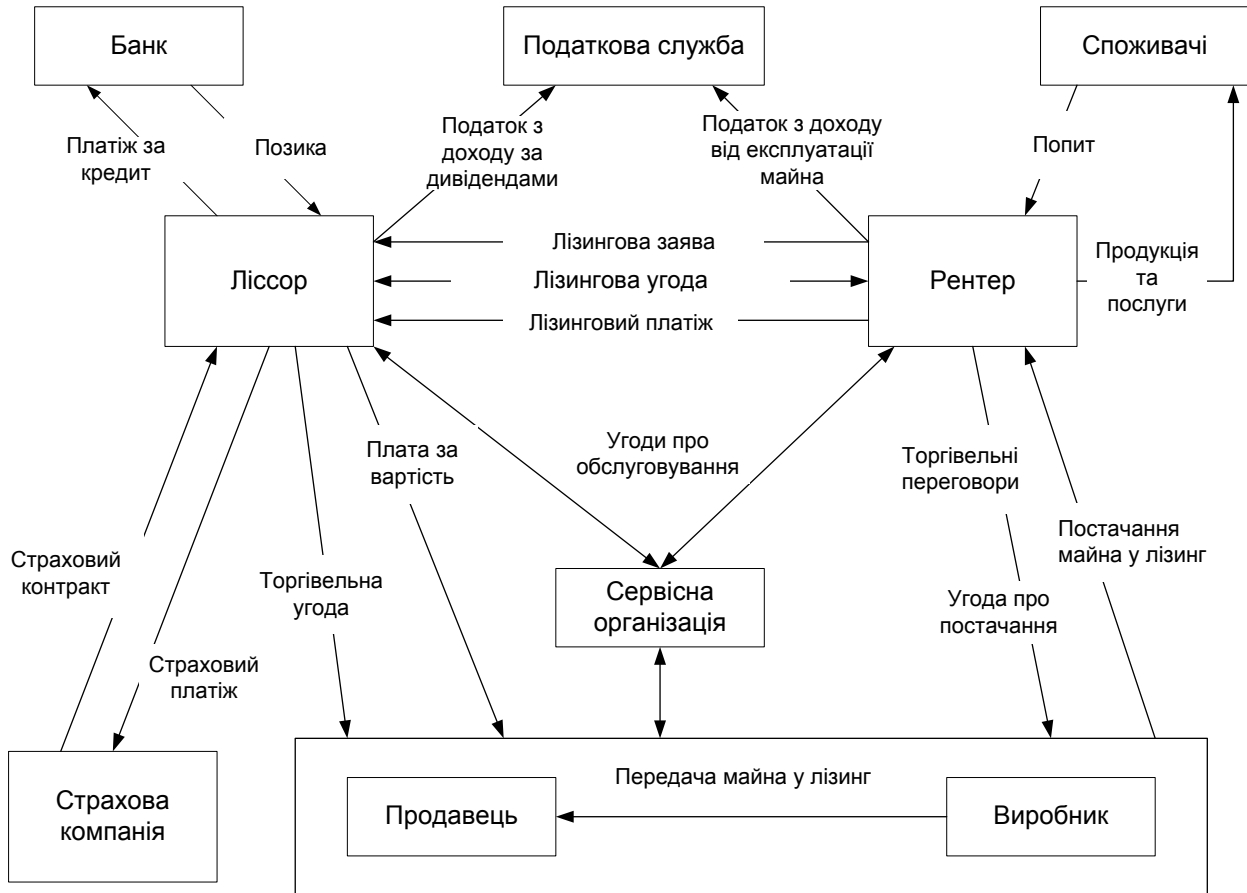 Банк
Податкова служба
Споживачі
Платіж за
кредит
Позика
Податок з
доходу за
дивідендами
Податок з доходу
від експлуатації
майна
Попит
Ліссор
Лізингова заява
Лізингова угода
Лізинговий платіж
Рентер
Продукція
та
послуги
Плата за
вартість
Угоди про
обслуговування
Торгівельні
переговори
Постачання
майна у лізинг
Страховий
контракт
Торгівельна
угода
Сервісна
організація
Угода про
постачання
Страховий
платіж
Страхова
компанія
Передача майна у лізинг
Продавець
Виробник